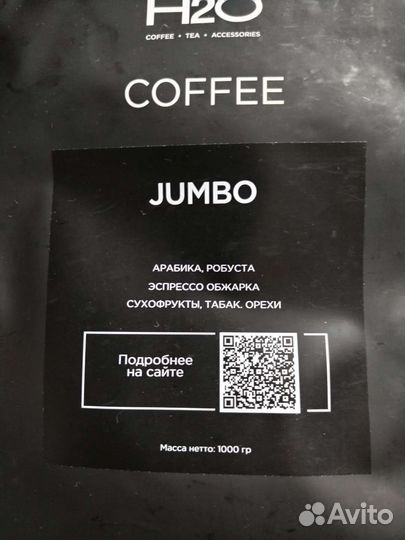 H2O
COFFEE • TEA • ACCESSORIES
COFFEE
JUMBO
АРАБИКА, РОБУСТА
ЭСПРЕССО ОБЖАРКА
СУХОФРУКТЫ, ТАБАК. ОРЕХИ
Подробнее
на сайте
Масса нетто: 1000 гр
Avito